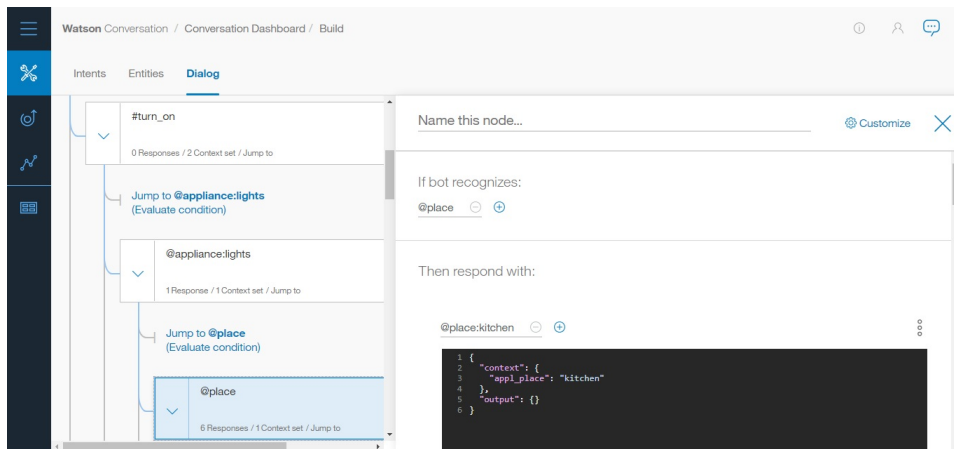 Watson Conversation / Conversation Dashboard / Build
Intents Entities Dialog
#turn_on
0 Responses / 2 Context set / Jump to
Jump to @appliance:lights
(Evaluate condition)
@appliance:lights
1 Response / 1 Context set / Jump to
Jump to @place
(Evaluate condition)
@place
6 Responses / 1 Context set / Jump to
Name this node...
Customize
If bot recognizes:
@place
Then respond with:
@place:kitchen
1 {
2 "context": {
3 "appl_place": "kitchen"
4 },
5 "output": {}
6 }